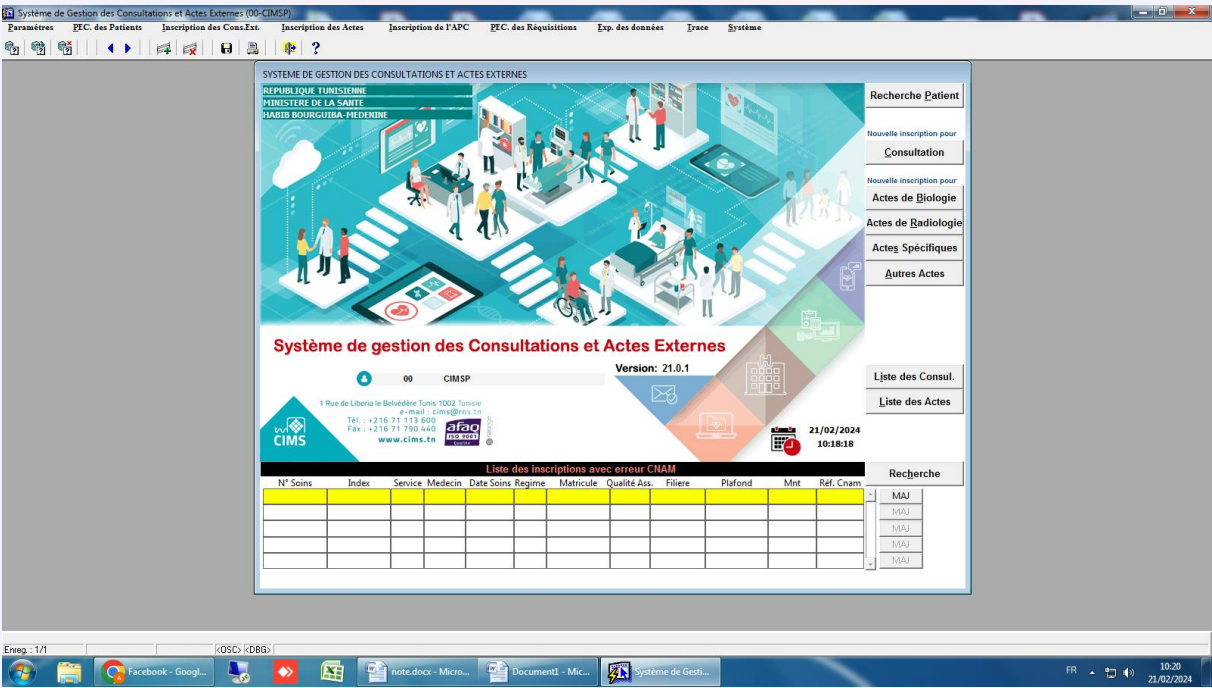 Système de Gestion des Consultations et Actes Externes (00-CIMSP)
Paramètres PEC. des Patients Inscription des Cons.Ext. Inscription des Actes Inscription de l'APC PEC. des Réquisitions Exp. des données Trace Système
SYSTEME DE GESTION DES CONSULTATIONS ET ACTES EXTERNES
REPUBLIQUE TUNISIENNE
MINISTERE DE LA SANTE
HABIB BOURGUIBA-MEDENINE
Recherche Patient
Nouvelle inscription pour
Consultation
Nouvelle inscription pour
Actes de Biologie
Actes de Radiologie
Actes Spécifiques
Autres Actes
Système de gestion des Consultations et Actes Externes
Version: 21.0.1
00 CIMSP
Liste des Consul.
Liste des Actes
1 Rue de Liberia le Belvédère Tunis 1002 Tunisie
e-mail : cims@rns.tn
Tél. : +216 71 113 600
Fax : +216 71 790 440
www.cims.tn
CIMS
afaq
ISO 9001
Qualité
21/02/2024
10:18:18
Liste des inscriptions avec erreur CNAM
Recherche
N° Soins Index Service Medecin Date Soins Regime Matricule Qualité Ass. Filiere Plafond Mnt Réf. Cnam
MAJ
MAJ
MAJ
MAJ
MAJ
Enreg. : 1/1 <OSC> <DBG>
Facebook - Googl... note.docx - Micro... Document1 - Mic... Système de Gesti... FR 10:20
21/02/2024